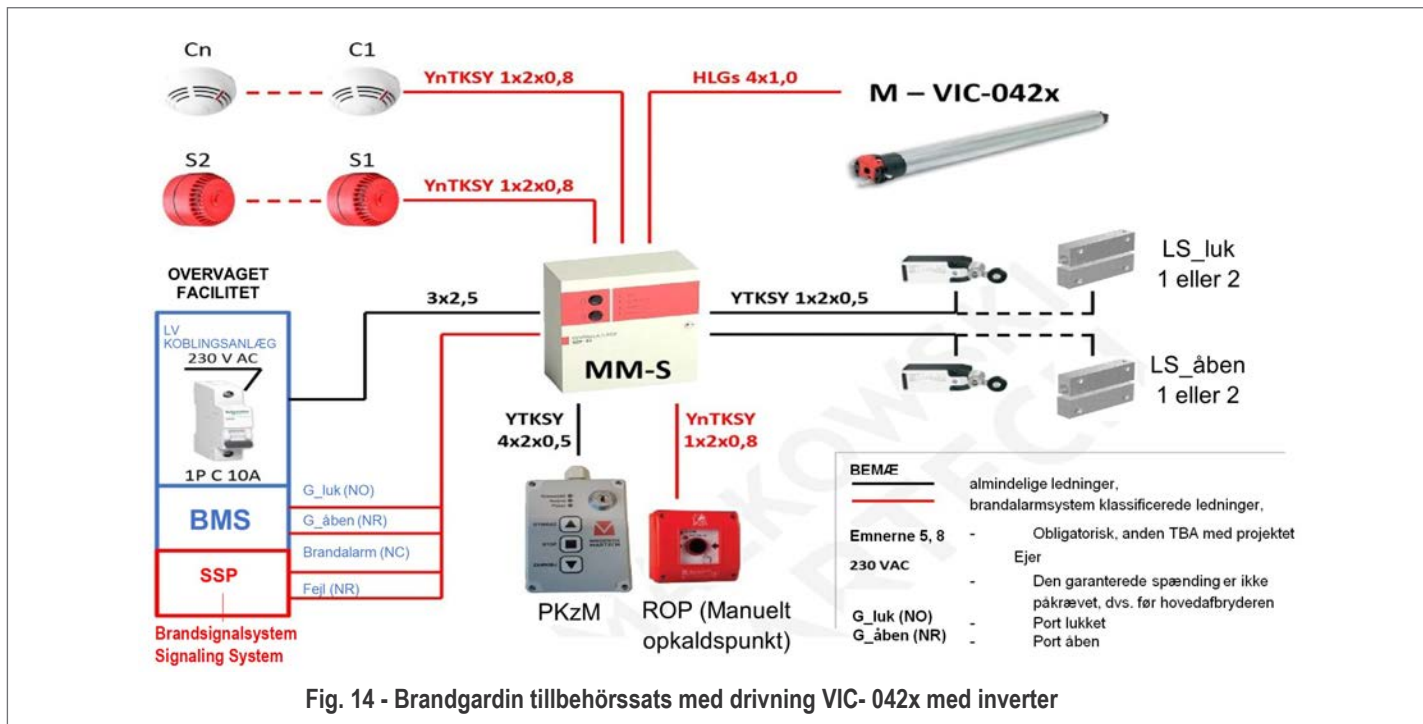 Cn C1
YnTKSY 1x2x0,8
HLGs 4x1,0
M – VIC-042x
S2 S1
YnTKSY 1x2x0,8
OVERVAGET
FACILITET
LV
KOBLINGSANLÆG
230 V AC
1P C 10A
3x2,5
MM-S
YTKSY 1x2x0,5
LS_luk
1 eller 2
LS_åben
1 eller 2
YTKSY
4x2x0,5
YnTKSY
1x2x0,8
BMS
G_luk (NO)
G_åben (NR)
SSP
Brandalarm (NC)
Fejl (NR)
Brandsignalsystem
Signaling System
STOP
PKzM
ROP (Manuelt
opkaldspunkt)
BEMÆ
almindelige ledninger,
brandalarmsystem klassificerede ledninger,
Emnerne 5, 8 - Obligatorisk, anden TBA med projektet
230 VAC Ejer
- Den garanterede spænding er ikke
påkrævet, dvs. før hovedafbryderen
G_luk (NO) - Port lukket
G_åben (NR) - Port åben
MAŁKOWSKI
MARTECH
Fig. 14 - Brandgardin tillbehörssats med drivning VIC- 042x med inverter